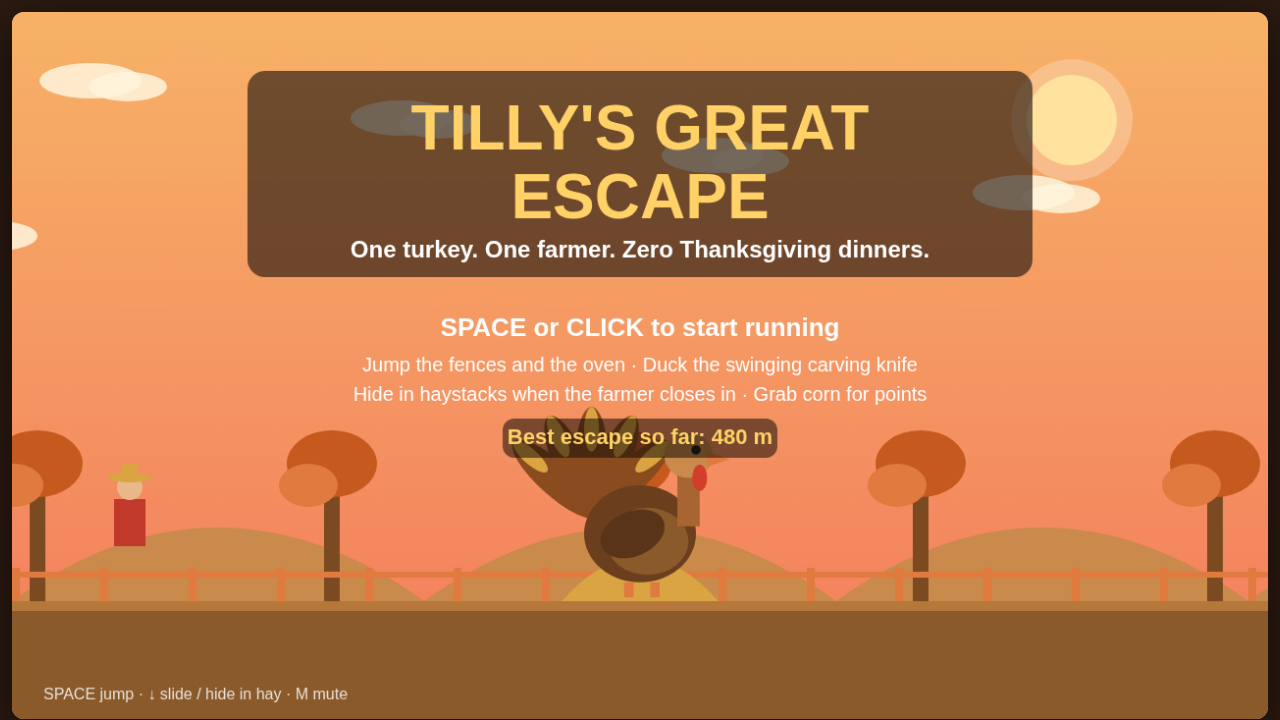 TILLY'S GREAT
ESCAPE
One turkey. One farmer. Zero Thanksgiving dinners.
SPACE or CLICK to start running
Jump the fences and the oven · Duck the swinging carving knife
Hide in haystacks when the farmer closes in · Grab corn for points
Best escape so far: 480 m
SPACE jump · ↓ slide / hide in hay · M mute